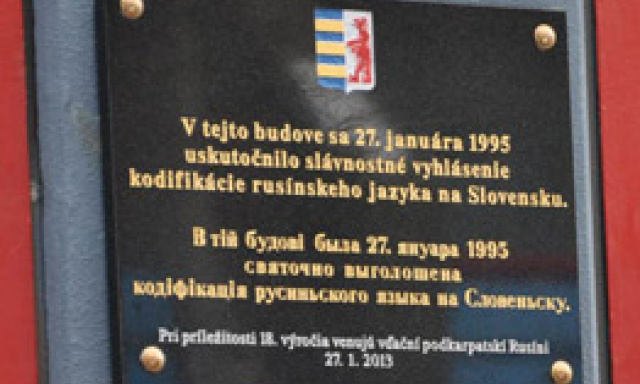 V tejto budove sa 27. januára 1995
uskutočnilo slávnostné vyhlásenie
kodifikácie rusínskeho jazyka na Slovensku.
В тій будові была 27. януара 1995
святочно выголошена
кодіфікація русиньского языка на Словеньску.
Pri príležitosti 18. výročia venujú vďační podkarpatskí Rusíni
27. 1. 2013